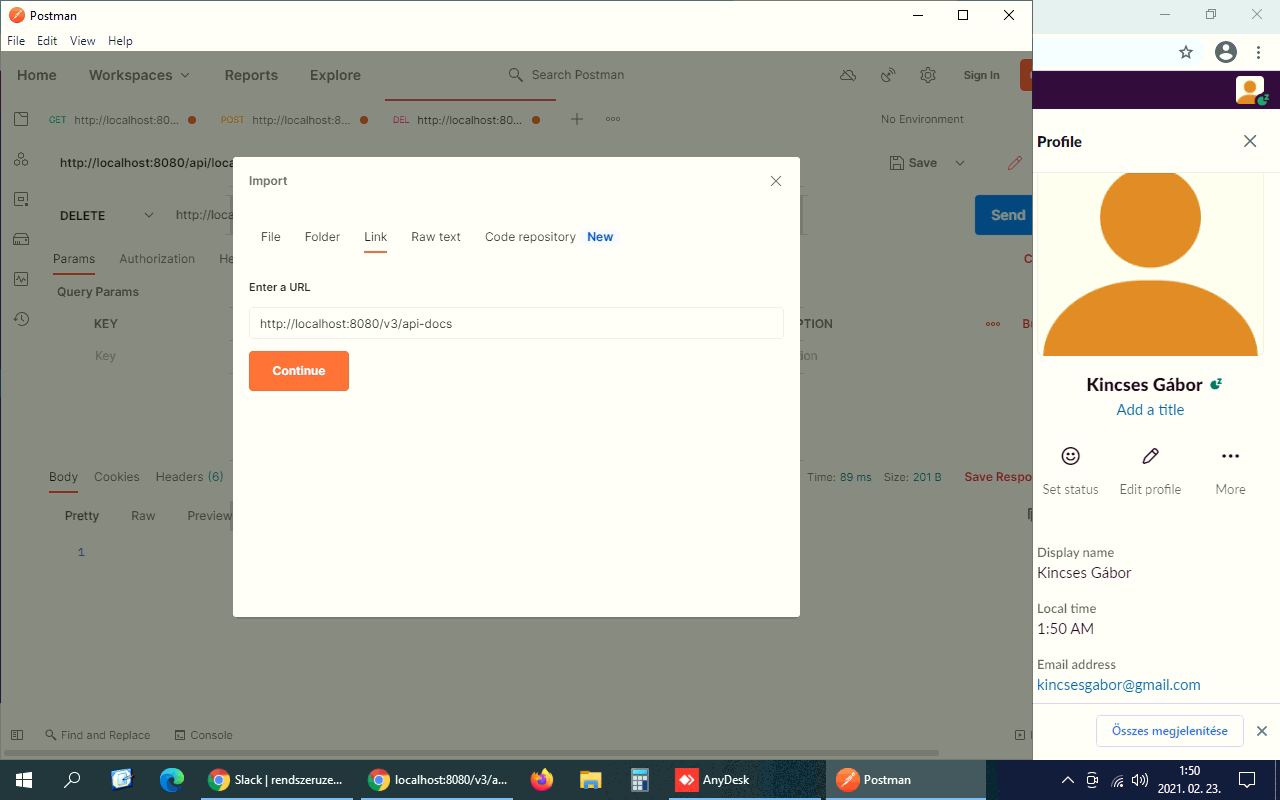 Postman
File Edit View Help
Home Workspaces Reports Explore Search Postman Sign In
GET http://localhost:80... POST http://localhost:8... DEL http://localhost:80... No Environment
http://localhost:8080/api/loca
Save
DELETE http://loca
Send
Params Authorization He
Query Params
KEY
PTION
Key
ion
Import
File Folder Link Raw text Code repository New
Enter a URL
http://localhost:8080/v3/api-docs
Continue
Body Cookies Headers (6) Time: 89 ms Size: 201 B Save Respo
Pretty Raw Preview
1
Find and Replace Console
Profile
Kincses Gábor
Add a title
Set status Edit profile More
Display name
Kincses Gábor
Local time
1:50 AM
Email address
kincsesgabor@gmail.com
Összes megjelenítése
Slack | rendszeruze... localhost:8080/v3/a... AnyDesk Postman
1:50
2021. 02. 23.